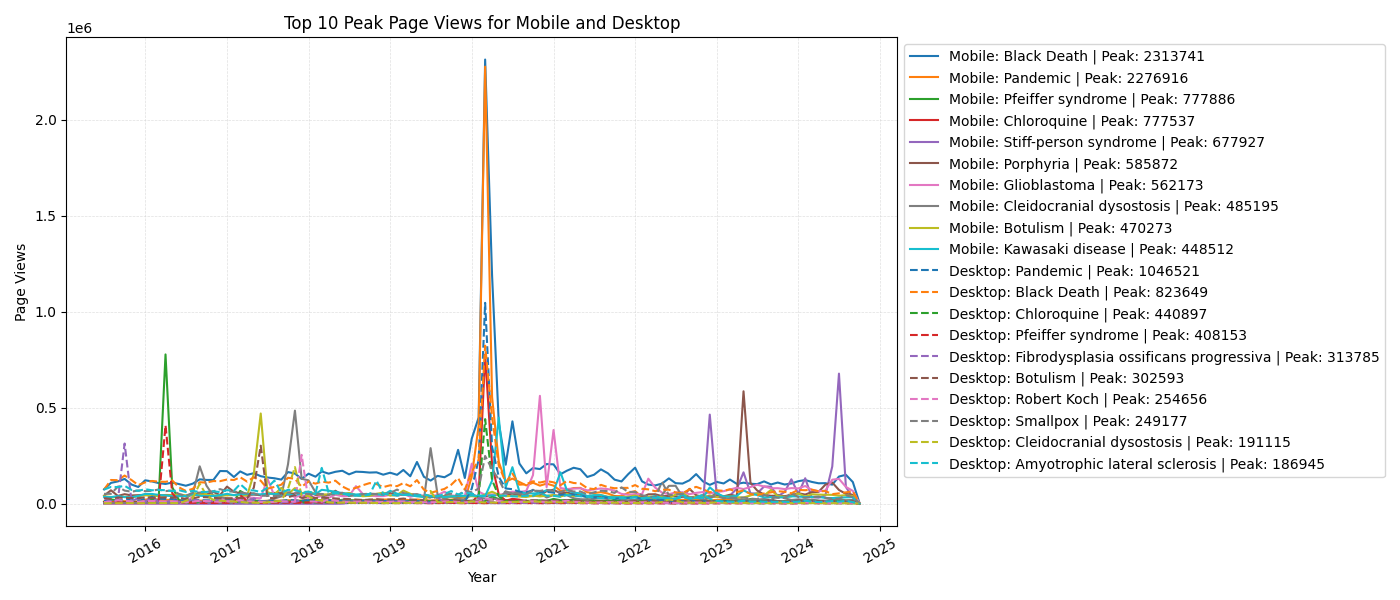 Top 10 Peak Page Views for Mobile and Desktop
1e6
2.0
1.5
1.0
0.5
0.0
Page Views
2016
2017
2018
2019
2020
2021
2022
2023
2024
2025
Year
Mobile: Black Death | Peak: 2313741
Mobile: Pandemic | Peak: 2276916
Mobile: Pfeiffer syndrome | Peak: 777886
Mobile: Chloroquine | Peak: 777537
Mobile: Stiff-person syndrome | Peak: 677927
Mobile: Porphyria | Peak: 585872
Mobile: Glioblastoma | Peak: 562173
Mobile: Cleidocranial dysostosis | Peak: 485195
Mobile: Botulism | Peak: 470273
Mobile: Kawasaki disease | Peak: 448512
Desktop: Pandemic | Peak: 1046521
Desktop: Black Death | Peak: 823649
Desktop: Chloroquine | Peak: 440897
Desktop: Pfeiffer syndrome | Peak: 408153
Desktop: Fibrodysplasia ossificans progressiva | Peak: 313785
Desktop: Botulism | Peak: 302593
Desktop: Robert Koch | Peak: 254656
Desktop: Smallpox | Peak: 249177
Desktop: Cleidocranial dysostosis | Peak: 191115
Desktop: Amyotrophic lateral sclerosis | Peak: 186945